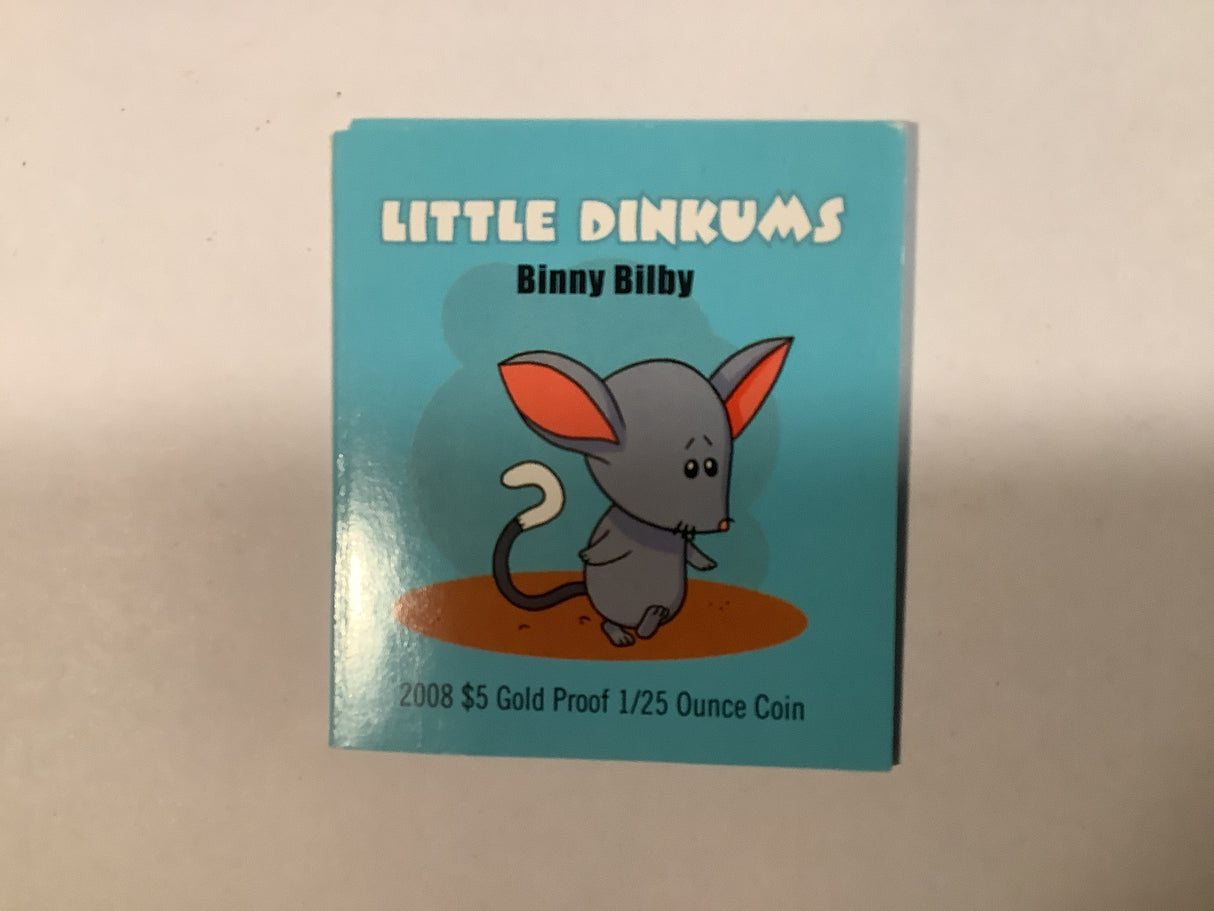 LITTLE DINKUMS
Binny Bilby
2008 $5 Gold Proof 1/25 Ounce Coin